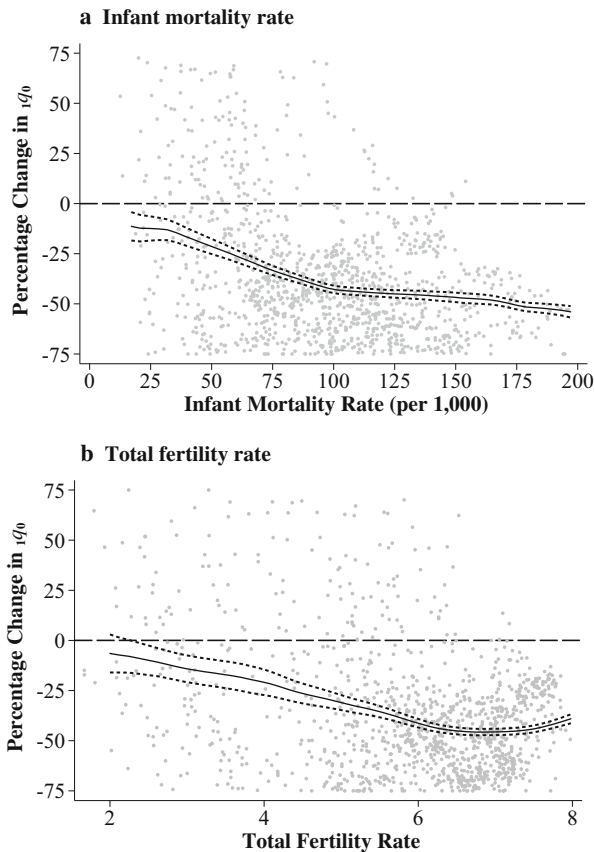 a Infant mortality rate
75
50
25
0
-25
-50
-75
Percentage Change in ₁q₀
0 25 50 75 100 125 150 175 200
Infant Mortality Rate (per 1,000)
b Total fertility rate
75
50
25
0
-25
-50
-75
Percentage Change in ₁q₀
2 4 6 8
Total Fertility Rate